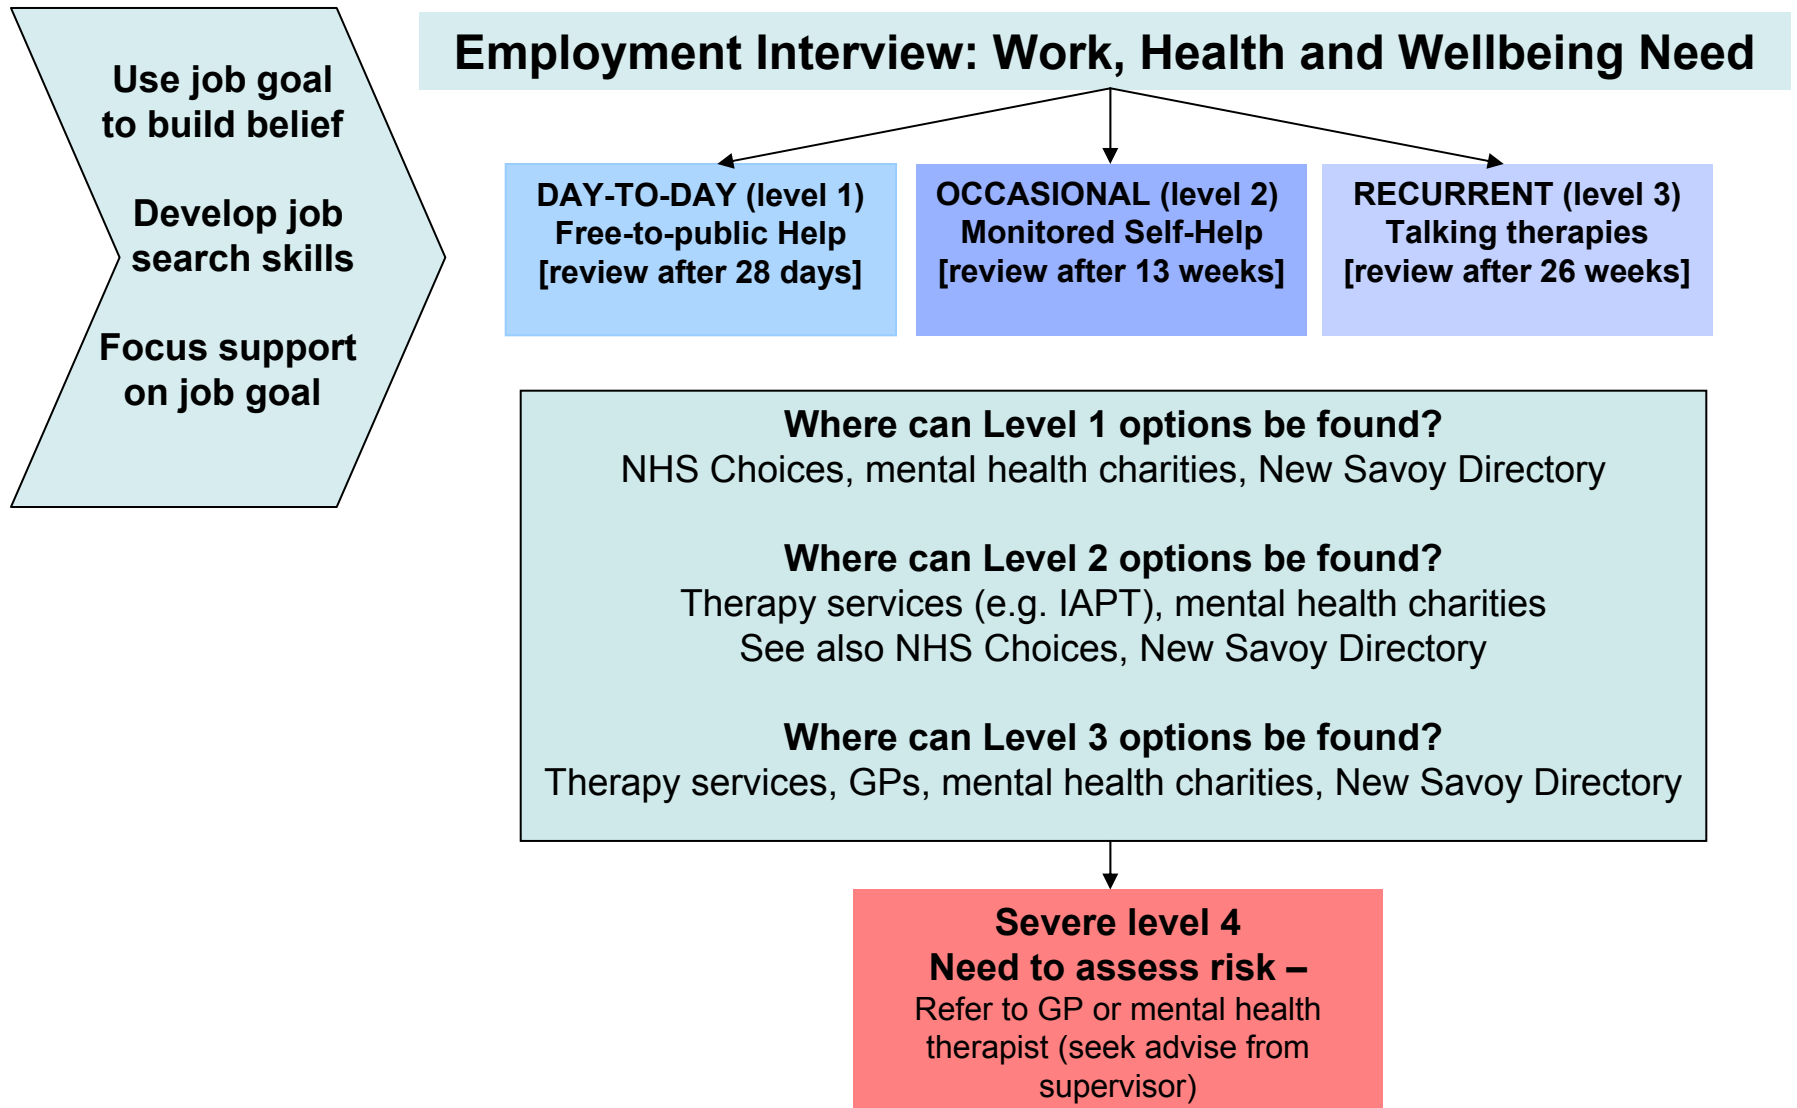 Use job goal
to build belief
Develop job
search skills
Focus support
on job goal
Employment Interview: Work, Health and Wellbeing Need
DAY-TO-DAY (level 1)
Free-to-public Help
[review after 28 days]
OCCASIONAL (level 2)
Monitored Self-Help
[review after 13 weeks]
RECURRENT (level 3)
Talking therapies
[review after 26 weeks]
Where can Level 1 options be found?
NHS Choices, mental health charities, New Savoy Directory
Where can Level 2 options be found?
Therapy services (e.g. IAPT), mental health charities
See also NHS Choices, New Savoy Directory
Where can Level 3 options be found?
Therapy services, GPs, mental health charities, New Savoy Directory
Severe level 4
Need to assess risk –
Refer to GP or mental health
therapist (seek advise from
supervisor)